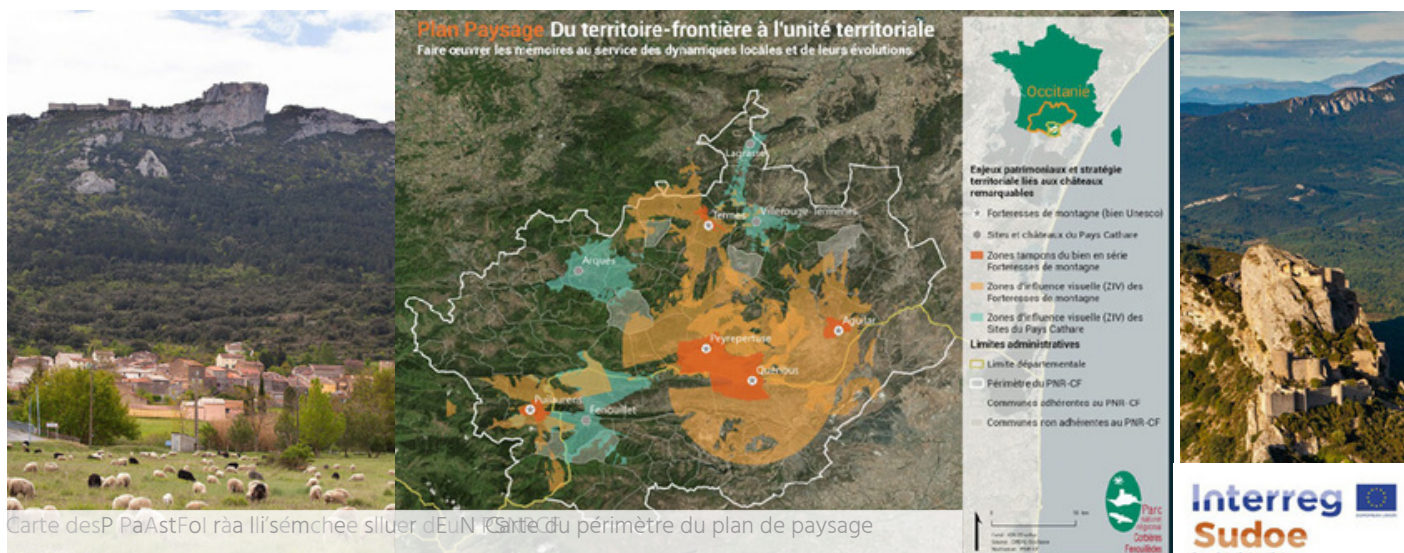 Plan Paysage Du territoire-frontière à l'unité territoriale
Faire œuvrer les mémoires au service des dynamiques locales et de leurs évolutions
Occitanie
Lagrasse
Termes
Villerouge-Termenès
Arques
Aguilar
Peyrepertuse
Quéribus
Puilaurens
Fenouillet
Enjeux patrimoniaux et stratégie
territoriale liés aux châteaux
remarquables
Forteresses de montagne (bien Unesco)
Sites et châteaux du Pays Cathare
Zones tampons du bien en série
Forteresses de montagne
Zones d'influence visuelle (ZIV) des
Forteresses de montagne
Zones d'influence visuelle (ZIV) des
Sites du Pays Cathare
Limites administratives
Limite départementale
Périmètre du PNR-CF
Communes adhérentes au PNR-CF
Communes non adhérentes au PNR-CF
Parc
naturel
régional
Corbières
Fenouillèdes
Carte du périmètre du plan de paysage
Interreg
EUROPEAN UNION
Sudoe